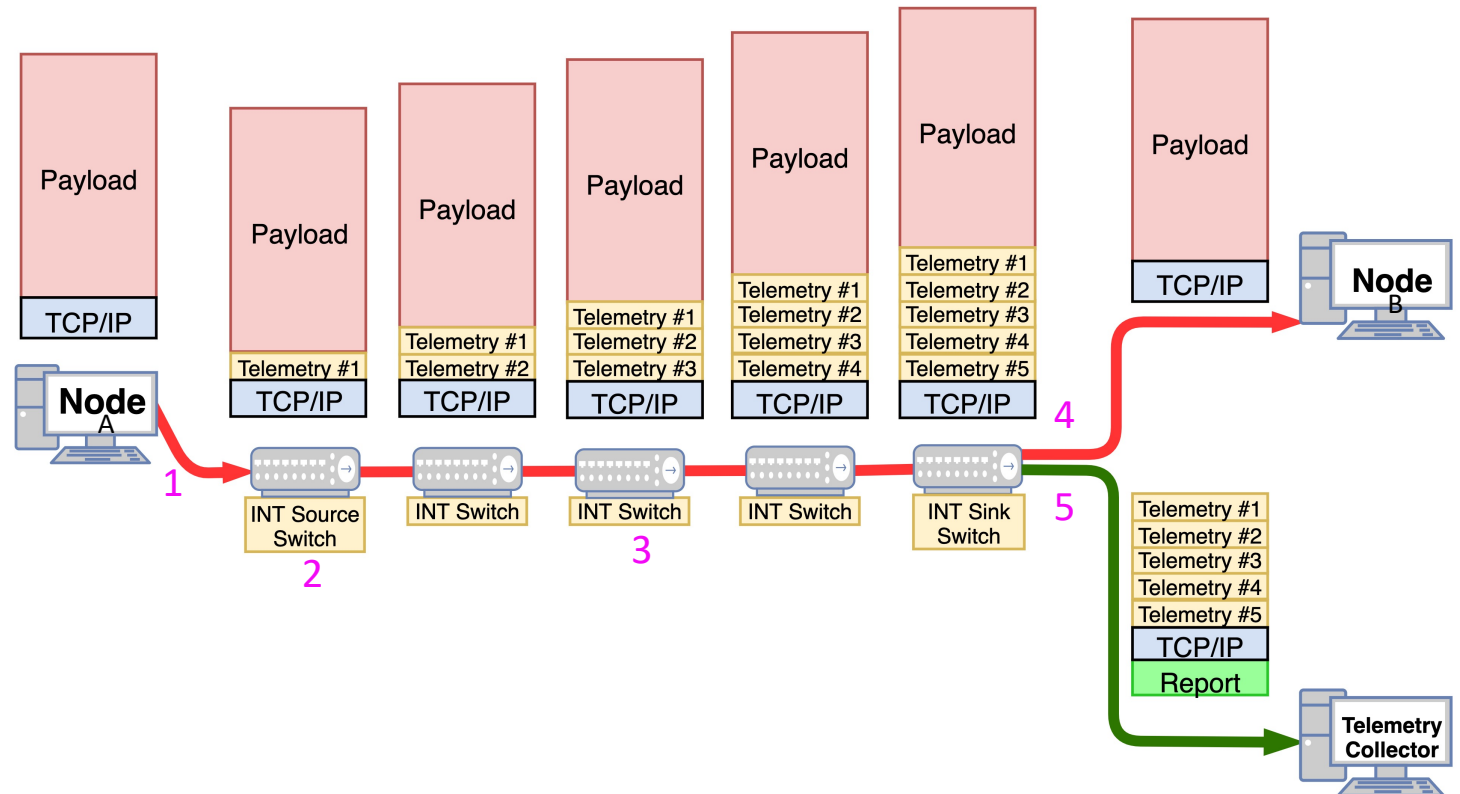 Payload
TCP/IP
Node
A
1
Payload
Telemetry #1
TCP/IP
INT Source
Switch
2
Payload
Telemetry #1
Telemetry #2
TCP/IP
INT Switch
Payload
Telemetry #1
Telemetry #2
Telemetry #3
TCP/IP
INT Switch
3
Payload
Telemetry #1
Telemetry #2
Telemetry #3
Telemetry #4
TCP/IP
INT Switch
Payload
Telemetry #1
Telemetry #2
Telemetry #3
Telemetry #4
Telemetry #5
TCP/IP
INT Sink
Switch
4
5
Payload
TCP/IP
Node
B
Telemetry #1
Telemetry #2
Telemetry #3
Telemetry #4
Telemetry #5
TCP/IP
Report
Telemetry
Collector